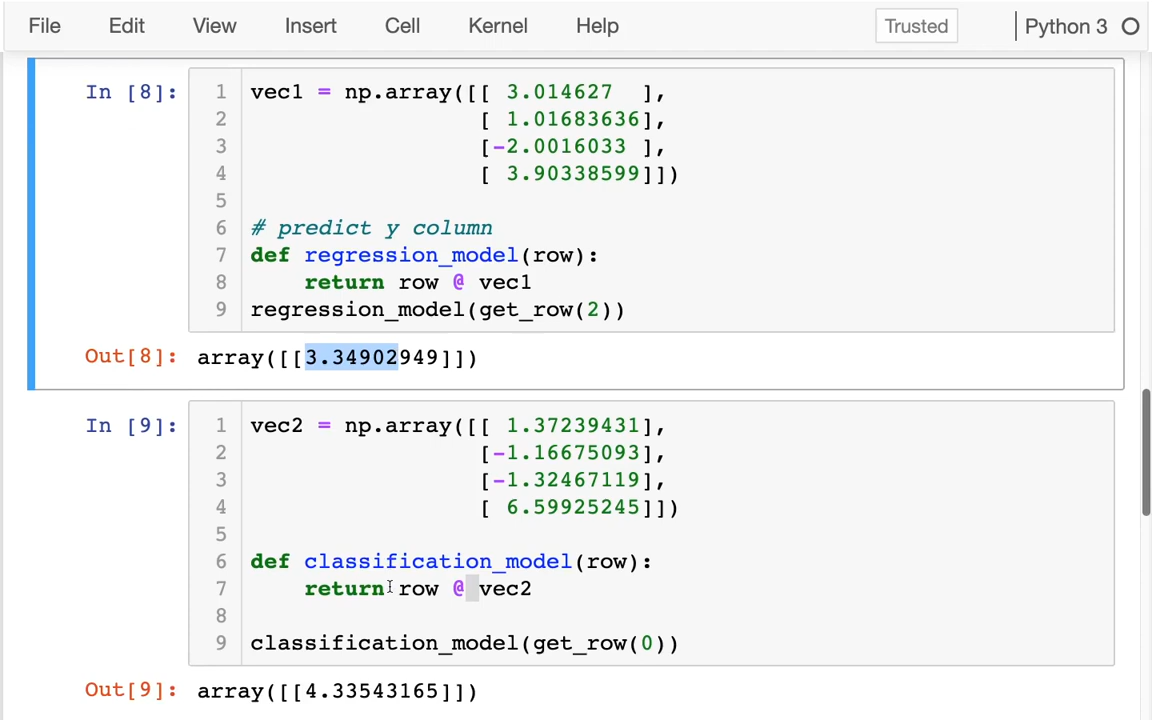 File Edit View Insert Cell Kernel Help Trusted Python 3
In [8]:
1 vec1 = np.array([[ 3.014627  ],
2 [ 1.01683636],
3 [-2.0016033 ],
4 [ 3.90338599]])
5
6 # predict y column
7 def regression_model(row):
8 return row @ vec1
9 regression_model(get_row(2))
Out[8]: array([[3.34902949]])
In [9]:
1 vec2 = np.array([[ 1.37239431],
2 [-1.16675093],
3 [-1.32467119],
4 [ 6.59925245]])
5
6 def classification_model(row):
7 return row @ vec2
8
9 classification_model(get_row(0))
Out[9]: array([[4.33543165]])